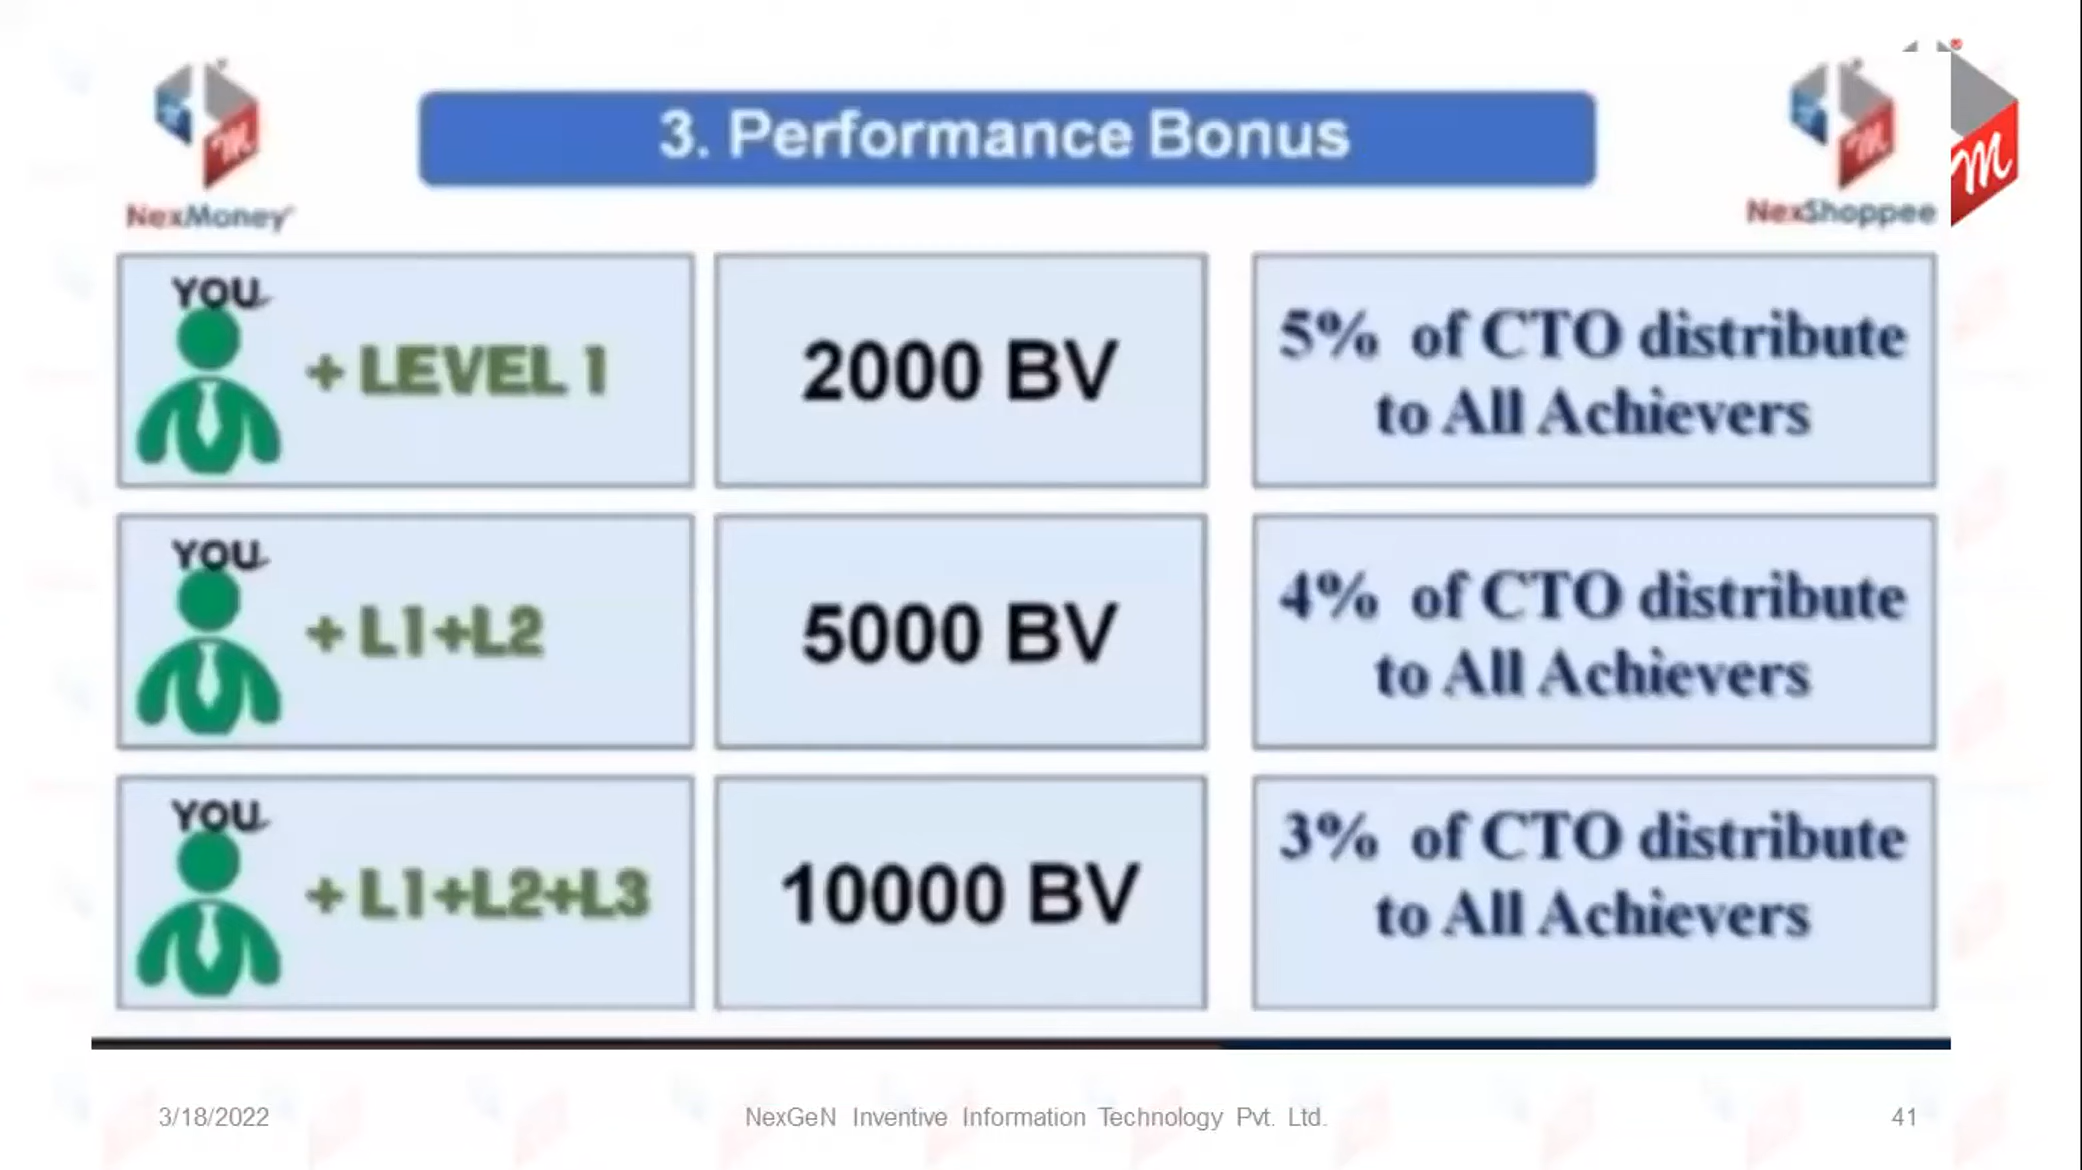 3. Performance Bonus
NexMoney
NexShoppee
YOU
+ LEVEL 1
2000 BV
5% of CTO distribute
to All Achievers
YOU
+ L1+L2
5000 BV
4% of CTO distribute
to All Achievers
YOU
+ L1+L2+L3
10000 BV
3% of CTO distribute
to All Achievers
3/18/2022
NexGeN Inventive Information Technology Pvt. Ltd.
41